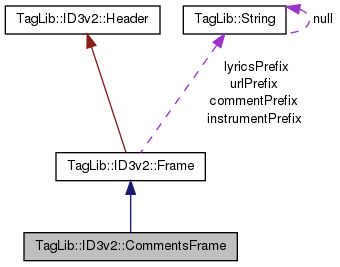 TagLib::ID3v2::Header
TagLib::String
null
lyricsPrefix
urlPrefix
commentPrefix
instrumentPrefix
TagLib::ID3v2::Frame
TagLib::ID3v2::CommentsFrame